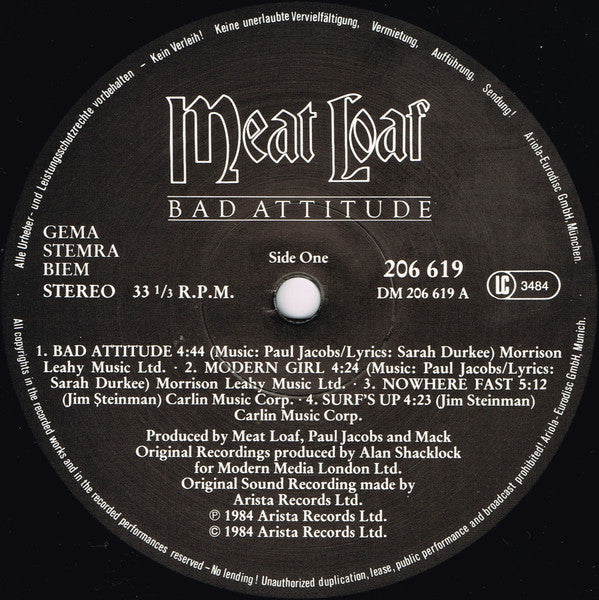 Alle Urheber- und Leistungsschutzrechte vorbehalten - Kein Verleih! - Keine unerlaubte Vervielfältigung, Vermietung, Aufführung, Sendung! Ariola-Eurodisc GmbH, München.
Meat Loaf
BAD ATTITUDE
GEMA
STEMRA
BIEM
STEREO 33 1/3 R.P.M.
Side One
206 619
DM 206 619 A
LC 3484
1. BAD ATTITUDE 4:44 (Music: Paul Jacobs/Lyrics: Sarah Durkee) Morrison
Leahy Music Ltd. · 2. MODERN GIRL 4:24 (Music: Paul Jacobs/Lyrics:
Sarah Durkee) Morrison Leahy Music Ltd. · 3. NOWHERE FAST 5:12
(Jim Steinman) Carlin Music Corp. · 4. SURF'S UP 4:23 (Jim Steinman)
Carlin Music Corp.
Produced by Meat Loaf, Paul Jacobs and Mack
Original Recordings produced by Alan Shacklock
for Modern Media London Ltd.
Original Sound Recording made by
Arista Records Ltd.
℗ 1984 Arista Records Ltd.
© 1984 Arista Records Ltd.
All copyrights in the recorded works and in the recorded performances reserved - No lending! Unauthorized duplication, lease, public performance and broadcast prohibited! Ariola-Eurodisc GmbH, Munich.